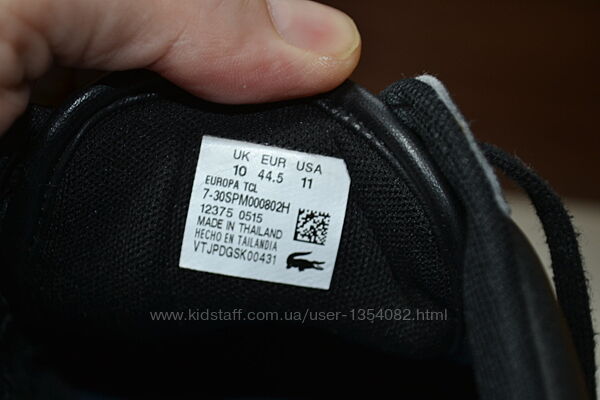 UK EUR USA
10 44.5 11
EUROPA TCL
7-30SPM000802H
12375 0515
MADE IN THAILAND
HECHO EN TAILANDIA
VTJPDGSK00431
www.kidstaff.com.ua/user-1354082.html